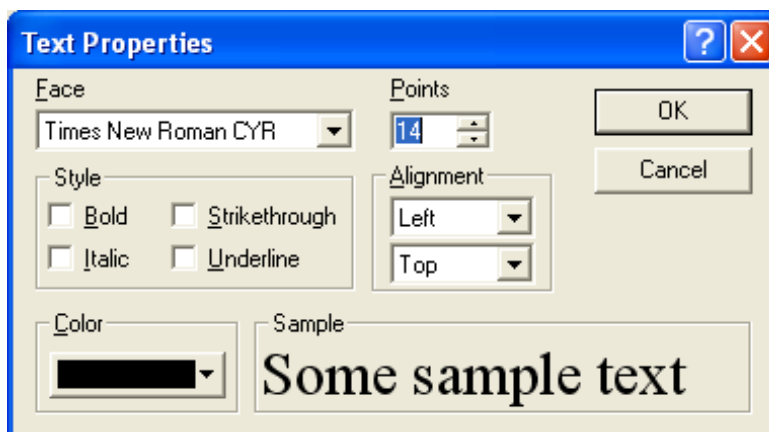 Text Properties
?
Face
Points
Times New Roman CYR
14
OK
Style
Alignment
Cancel
Bold
Strikethrough
Left
Italic
Underline
Top
Color
Sample
Some sample text